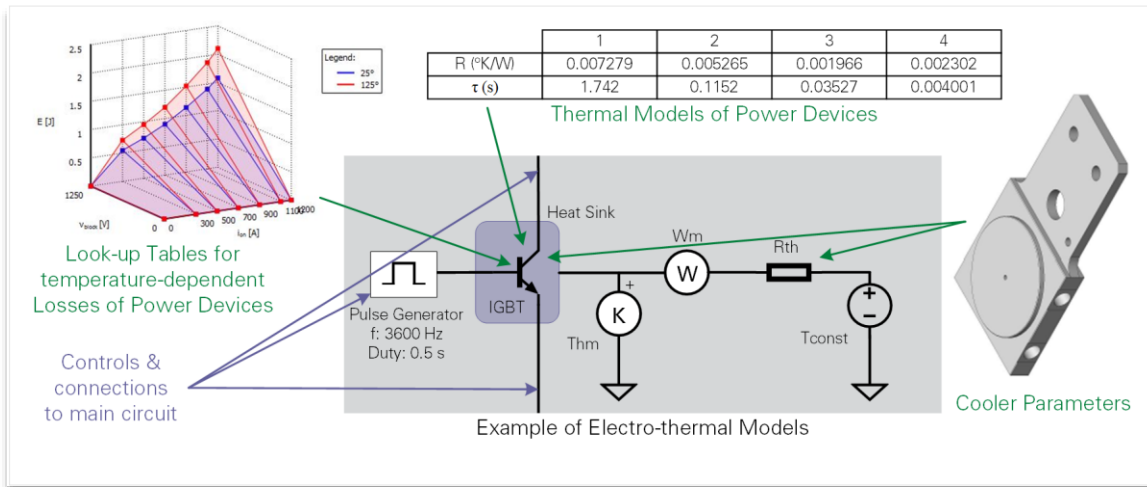 2.5
2
1.5
E [J]
1
0.5
1250
v_block [V]
0
0
300
400
500
600
700
900
1100
1200
i_on [A]
Legend:
25°
125°
Look-up Tables for
temperature-dependent
Losses of Power Devices
1 2 3 4
R (°K/W) 0.007279 0.005265 0.001966 0.002302
τ (s) 1.742 0.1152 0.03527 0.004001
Thermal Models of Power Devices
Heat Sink
IGBT
Pulse Generator
f: 3600 Hz
Duty: 0.5 s
Wm
W
Rth
+
K
Thm
+
−
Tconst
Controls &
connections
to main circuit
Cooler Parameters
Example of Electro-thermal Models